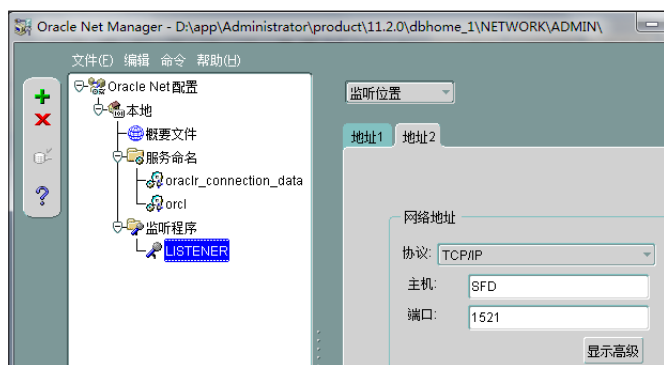 Oracle Net Manager - D:\app\Administrator\product\11.2.0\dbhome_1\NETWORK\ADMIN\
文件(F) 编辑 命令 帮助(H)
Oracle Net 配置
本地
概要文件
服务命名
oraclr_connection_data
orcl
监听程序
LISTENER
监听位置
地址1 地址2
网络地址
协议: TCP/IP
主机: SFD
端口: 1521
显示高级